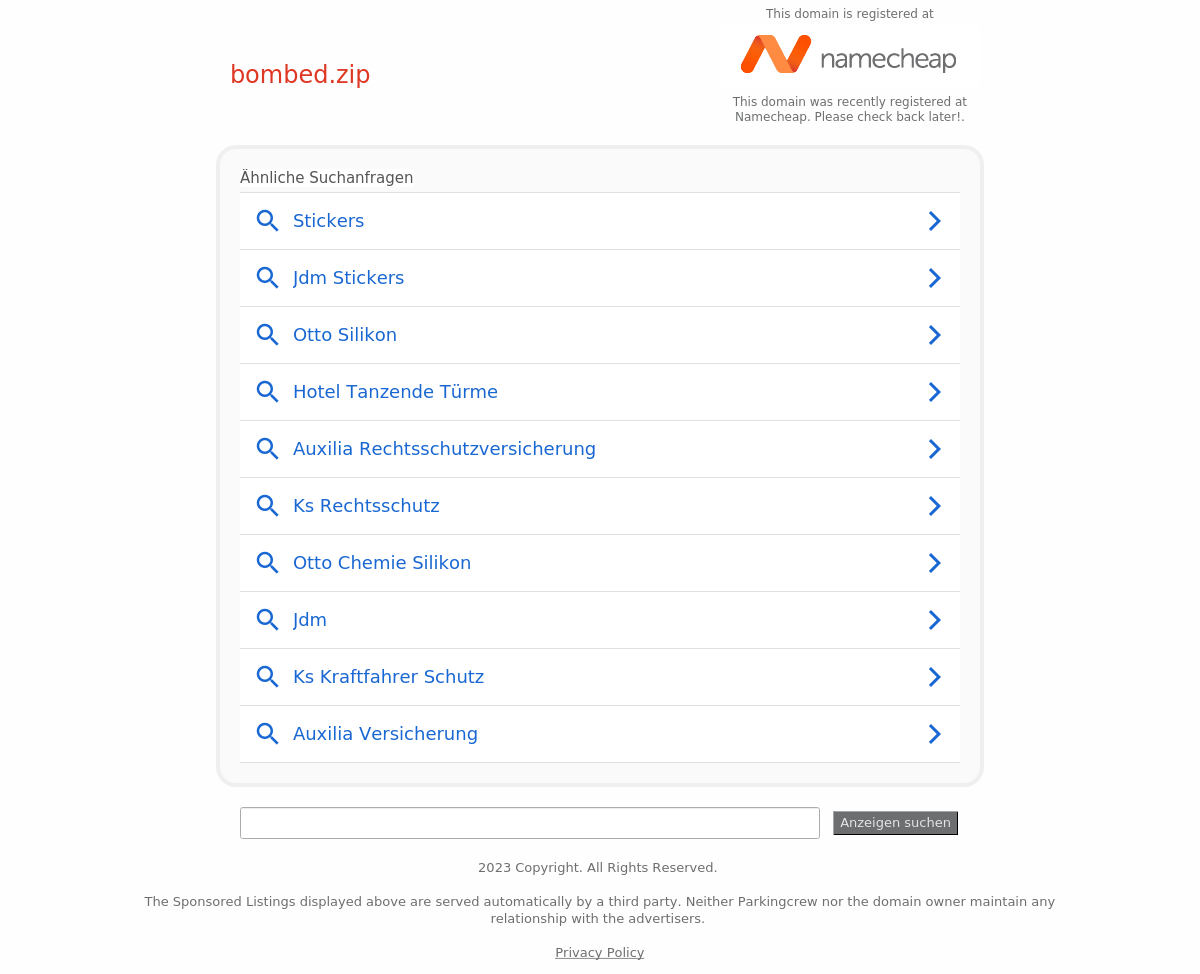 This domain is registered at
namecheap
bombed.zip
This domain was recently registered at
Namecheap. Please check back later!.
Ähnliche Suchanfragen
Stickers
Jdm Stickers
Otto Silikon
Hotel Tanzende Türme
Auxilia Rechtsschutzversicherung
Ks Rechtsschutz
Otto Chemie Silikon
Jdm
Ks Kraftfahrer Schutz
Auxilia Versicherung
Anzeigen suchen
2023 Copyright. All Rights Reserved.
The Sponsored Listings displayed above are served automatically by a third party. Neither Parkingcrew nor the domain owner maintain any
relationship with the advertisers.
Privacy Policy